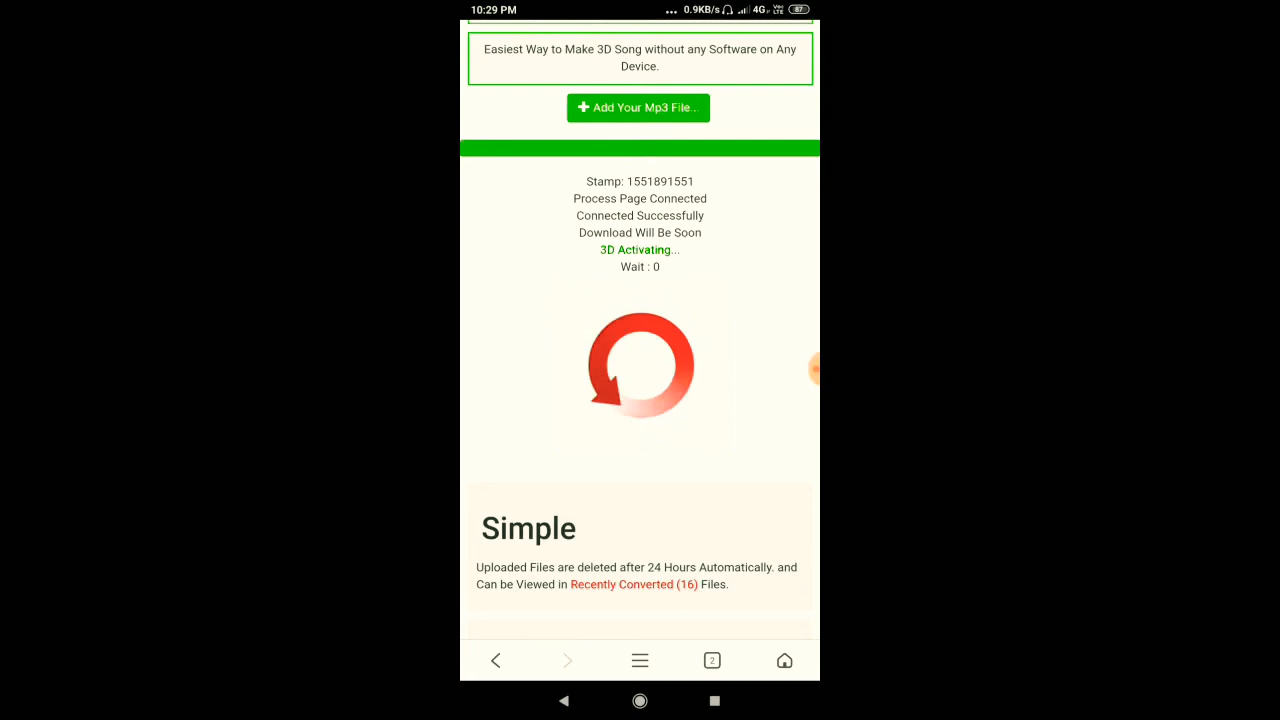 10:29 PM
... 0.9KB/s 4G Vo) LTE 87
Easiest Way to Make 3D Song without any Software on Any
Device.
Add Your Mp3 File...
Stamp: 1551891551
Process Page Connected
Connected Successfully
Download Will Be Soon
3D Activating...
Wait : 0
Simple
Uploaded Files are deleted after 24 Hours Automatically. and
Can be Viewed in Recently Converted (16) Files.
2